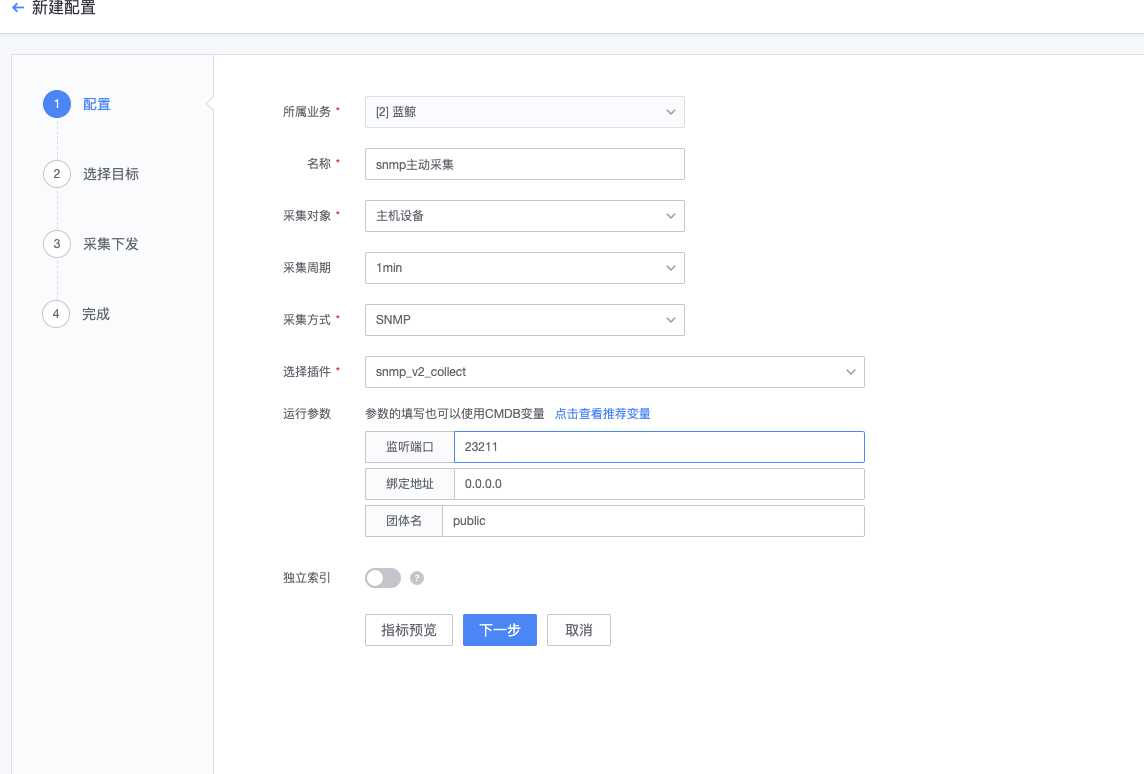 ← 新建配置
1 配置
2 选择目标
3 采集下发
4 完成
所属业务 * [2] 蓝鲸
名称 * snmp主动采集
采集对象 * 主机设备
采集周期 1min
采集方式 * SNMP
选择插件 * snmp_v2_collect
运行参数 参数的填写也可以使用CMDB变量 点击查看推荐变量
监听端口 23211
绑定地址 0.0.0.0
团体名 public
独立索引 ?
指标预览 下一步 取消